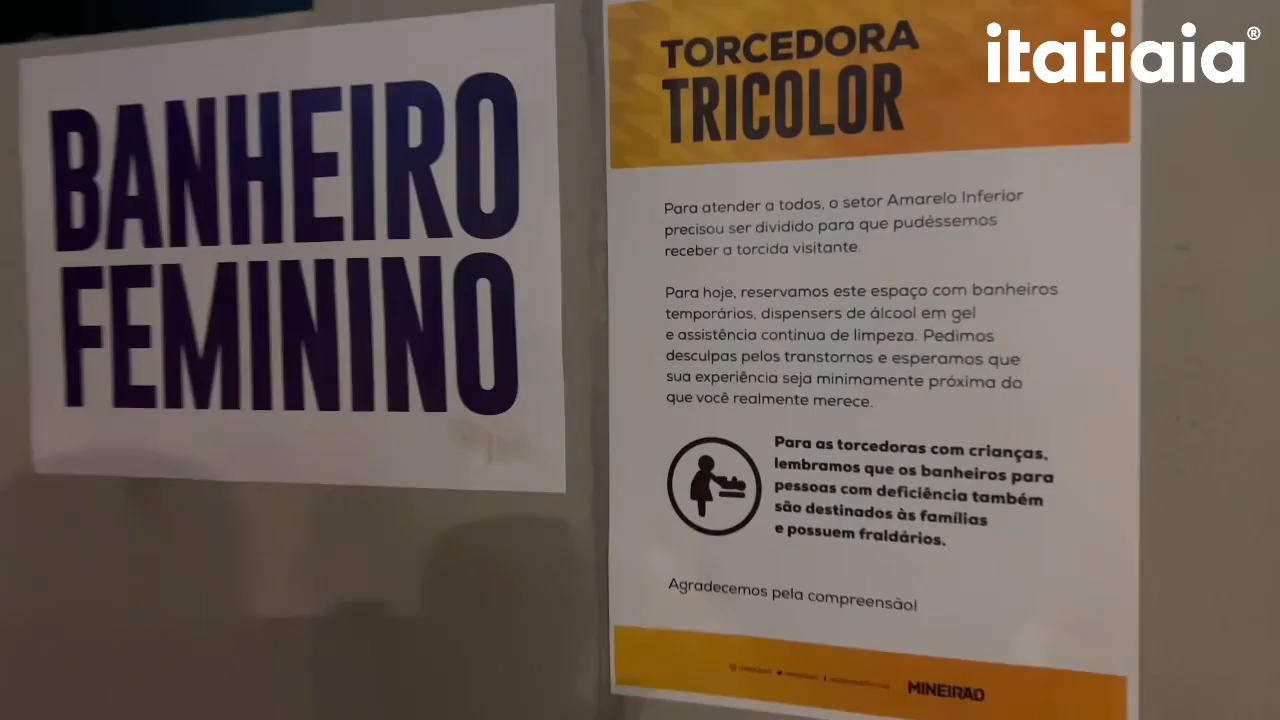 BANHEIRO
FEMININO
TORCEDORA
TRICOLOR
itatiaia®
Para atender a todos, o setor Amarelo Inferior
precisou ser dividido para que pudéssemos
receber a torcida visitante.
Para hoje, reservamos este espaço com banheiros
temporários, dispensers de álcool em gel
e assistência continua de limpeza. Pedimos
desculpas pelos transtornos e esperamos que
sua experiência seja minimamente próxima do
que você realmente merece.
Para as torcedoras com crianças,
lembramos que os banheiros para
pessoas com deficiência também
são destinados às famílias
e possuem fraldários.
Agradecemos pela compreensão!
MINEIRAO